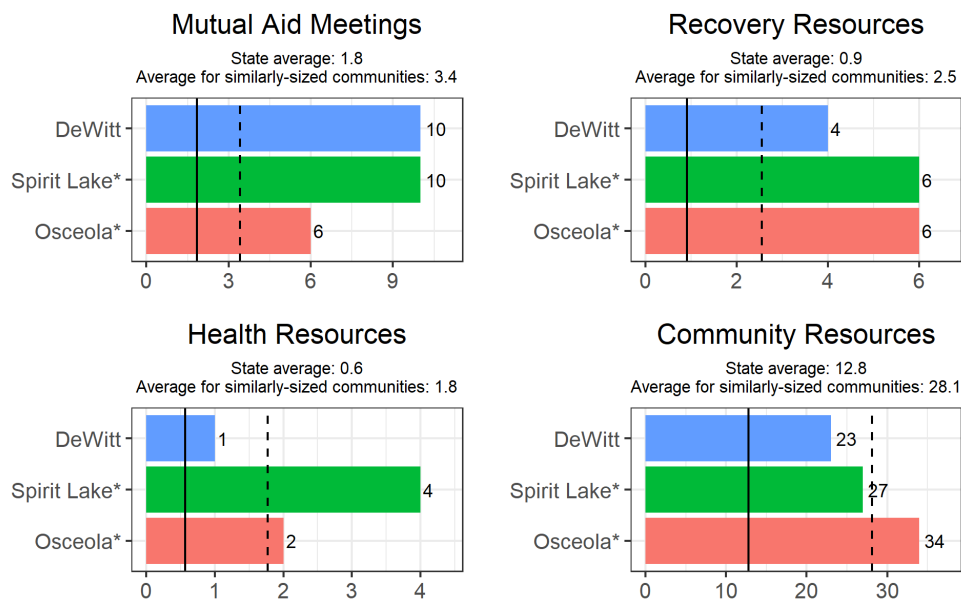 Mutual Aid Meetings
State average: 1.8
Average for similarly-sized communities: 3.4
DeWitt
10
Spirit Lake*
10
Osceola*
6
0 3 6 9
Recovery Resources
State average: 0.9
Average for similarly-sized communities: 2.5
DeWitt
4
Spirit Lake*
6
Osceola*
6
0 2 4 6
Health Resources
State average: 0.6
Average for similarly-sized communities: 1.8
DeWitt
1
Spirit Lake*
4
Osceola*
2
0 1 2 3 4
Community Resources
State average: 12.8
Average for similarly-sized communities: 28.1
DeWitt
23
Spirit Lake*
27
Osceola*
34
0 10 20 30